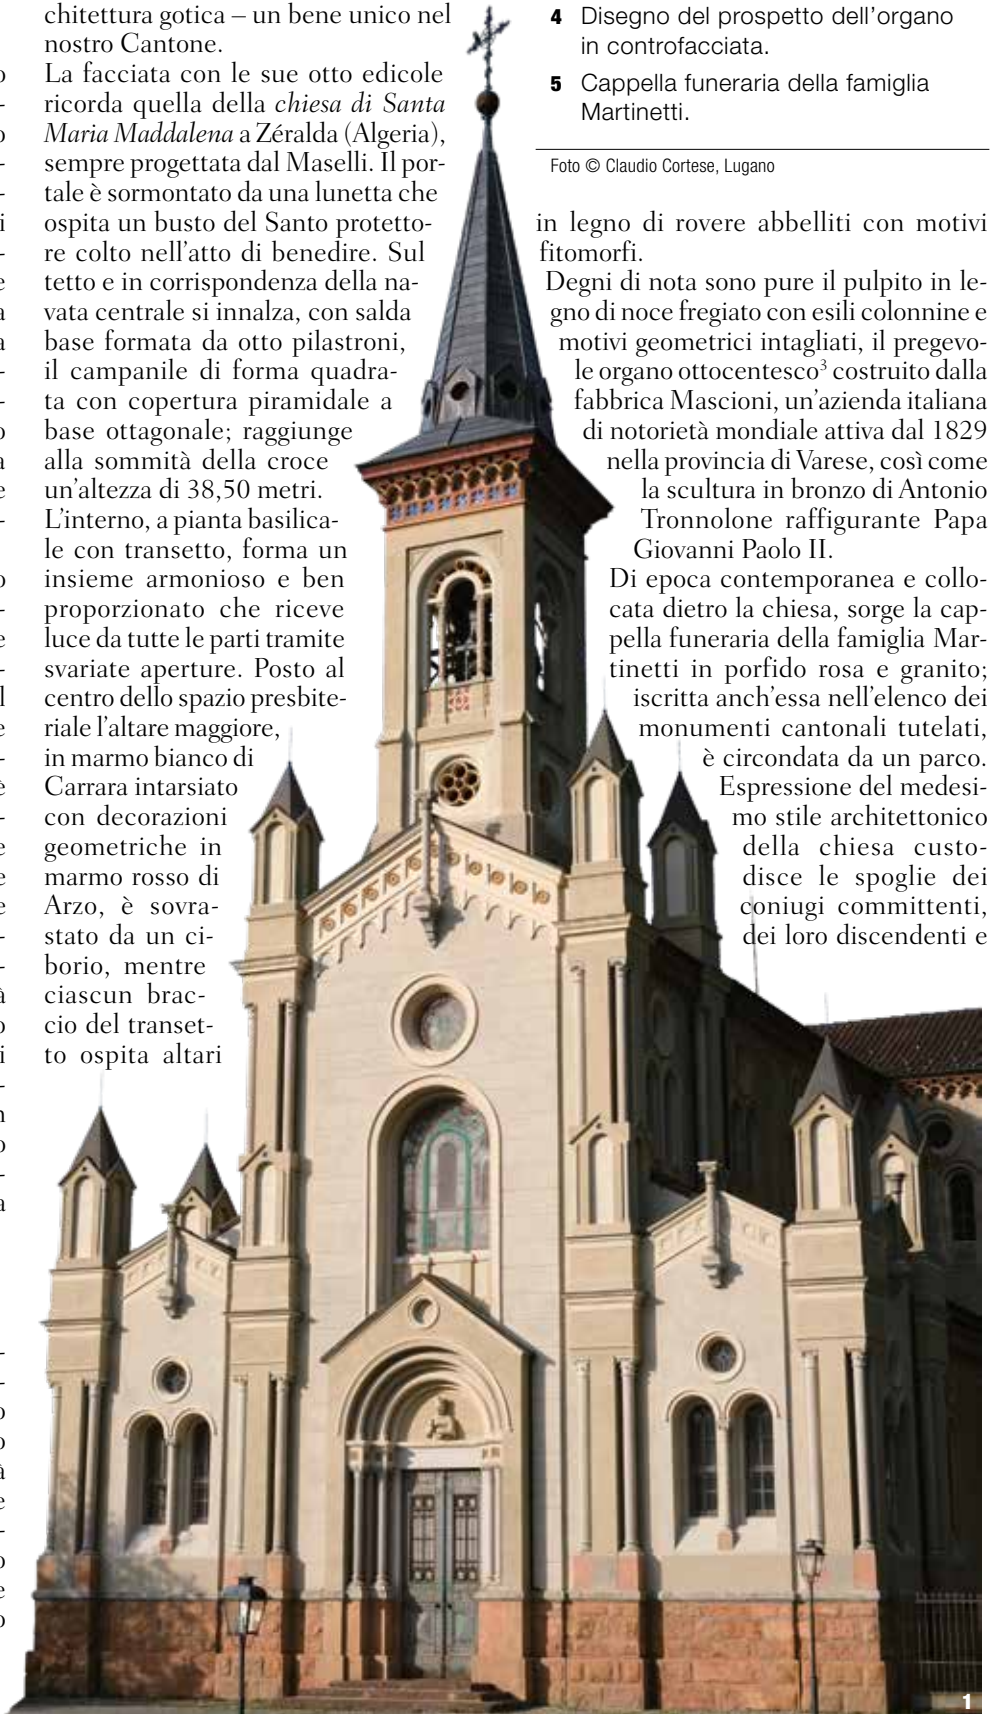 chitettura gotica – un bene unico nel
nostro Cantone.
La facciata con le sue otto edicole
ricorda quella della chiesa di Santa
Maria Maddalena a Zéralda (Algeria),
sempre progettata dal Maselli. Il por-
tale è sormontato da una lunetta che
ospita un busto del Santo protetto-
re colto nell'atto di benedire. Sul
tetto e in corrispondenza della na-
vata centrale si innalza, con salda
base formata da otto pilastroni,
il campanile di forma quadra-
ta con copertura piramidale a
base ottagonale; raggiunge
alla sommità della croce
un'altezza di 38,50 metri.
L'interno, a pianta basilica-
le con transetto, forma un
insieme armonioso e ben
proporzionato che riceve
luce da tutte le parti tramite
svariate aperture. Posto al
centro dello spazio presbite-
riale l'altare maggiore,
in marmo bianco di
Carrara intarsiato
con decorazioni
geometriche in
marmo rosso di
Arzo, è sovra-
stato da un ci-
borio, mentre
ciascun brac-
cio del transet-
to ospita altari
4 Disegno del prospetto dell'organo
in controfacciata.
5 Cappella funeraria della famiglia
Martinetti.
Foto © Claudio Cortese, Lugano
in legno di rovere abbelliti con motivi
fitomorfi.
Degni di nota sono pure il pulpito in le-
gno di noce fregiato con esili colonnine e
motivi geometrici intagliati, il pregevo-
le organo ottocentesco³ costruito dalla
fabbrica Mascioni, un'azienda italiana
di notorietà mondiale attiva dal 1829
nella provincia di Varese, così come
la scultura in bronzo di Antonio
Tronnolone raffigurante Papa
Giovanni Paolo II.
Di epoca contemporanea e collo-
cata dietro la chiesa, sorge la cap-
pella funeraria della famiglia Mar-
tinetti in porfido rosa e granito;
iscritta anch'essa nell'elenco dei
monumenti cantonali tutelati,
è circondata da un parco.
Espressione del medesi-
mo stile architettonico
della chiesa custo-
disce le spoglie dei
coniugi committenti,
dei loro discendenti e
1